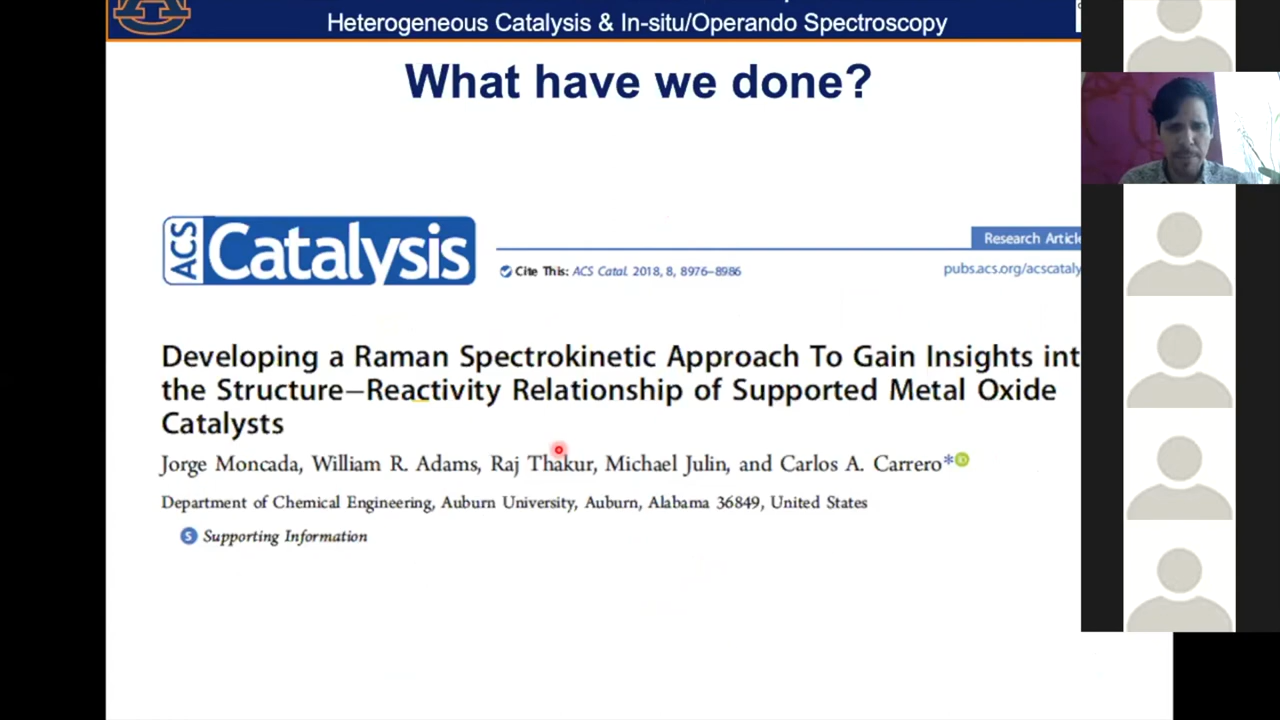 Heterogeneous Catalysis & In-situ/Operando Spectroscopy
What have we done?
ACS Catalysis
Research Article
Cite This: ACS Catal. 2018, 8, 8976–8986
pubs.acs.org/acscataly
Developing a Raman Spectrokinetic Approach To Gain Insights int
the Structure–Reactivity Relationship of Supported Metal Oxide
Catalysts
Jorge Moncada, William R. Adams, Raj Thakur, Michael Julin, and Carlos A. Carrero*
Department of Chemical Engineering, Auburn University, Auburn, Alabama 36849, United States
S Supporting Information